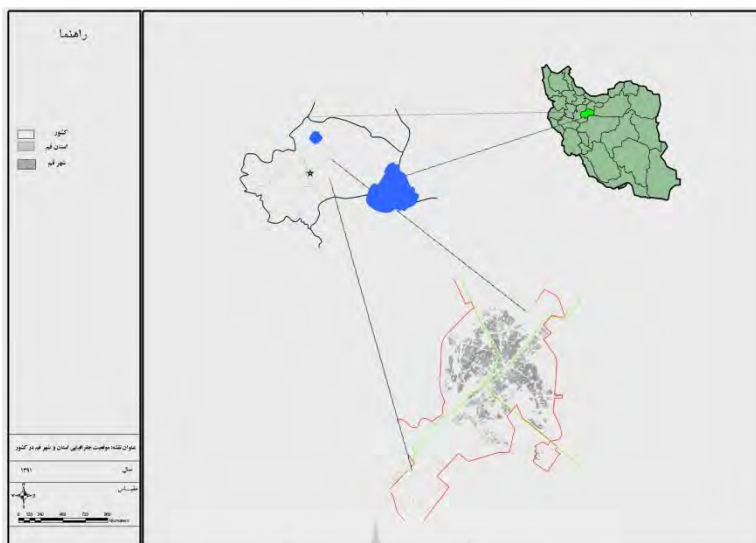 راهنما
کشور
استان قم
شهر قم
عنوان نقشه: موقعیت جغرافیایی استان و شهر قم در کشور
سال ۱۳۹۱
مقیاس